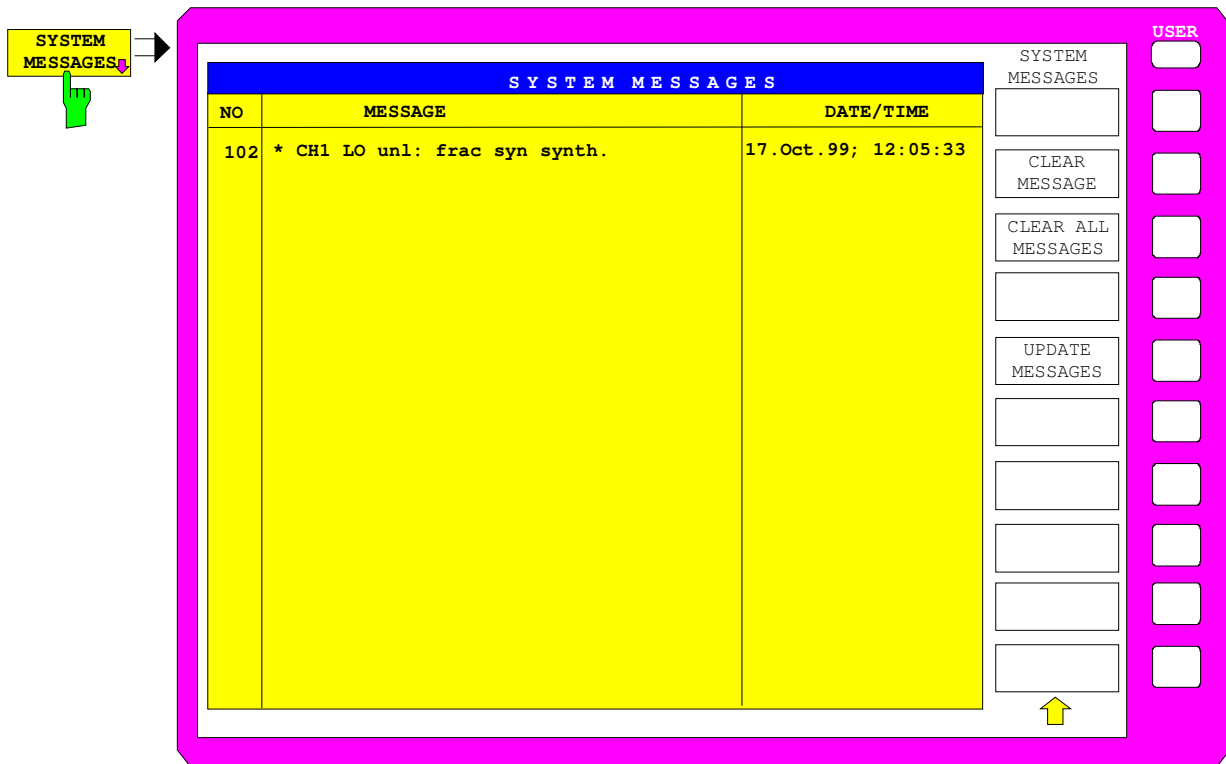 SYSTEM
MESSAGES
USER
SYSTEM
MESSAGES
SYSTEM MESSAGES
NO MESSAGE DATE/TIME
102 * CH1 LO unl: frac syn synth. 17.Oct.99; 12:05:33
CLEAR
MESSAGE
CLEAR ALL
MESSAGES
UPDATE
MESSAGES